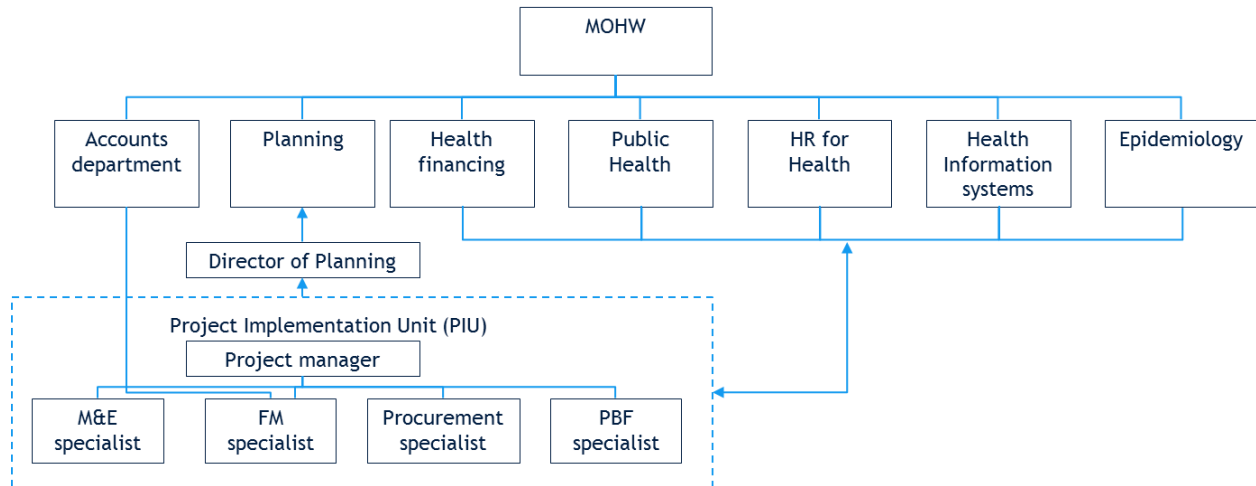 MOHW
Accounts
department
Planning
Health
financing
Public
Health
HR for
Health
Health
Information
systems
Epidemiology
Director of Planning
Project Implementation Unit (PIU)
Project manager
M&E
specialist
FM
specialist
Procurement
specialist
PBF
specialist